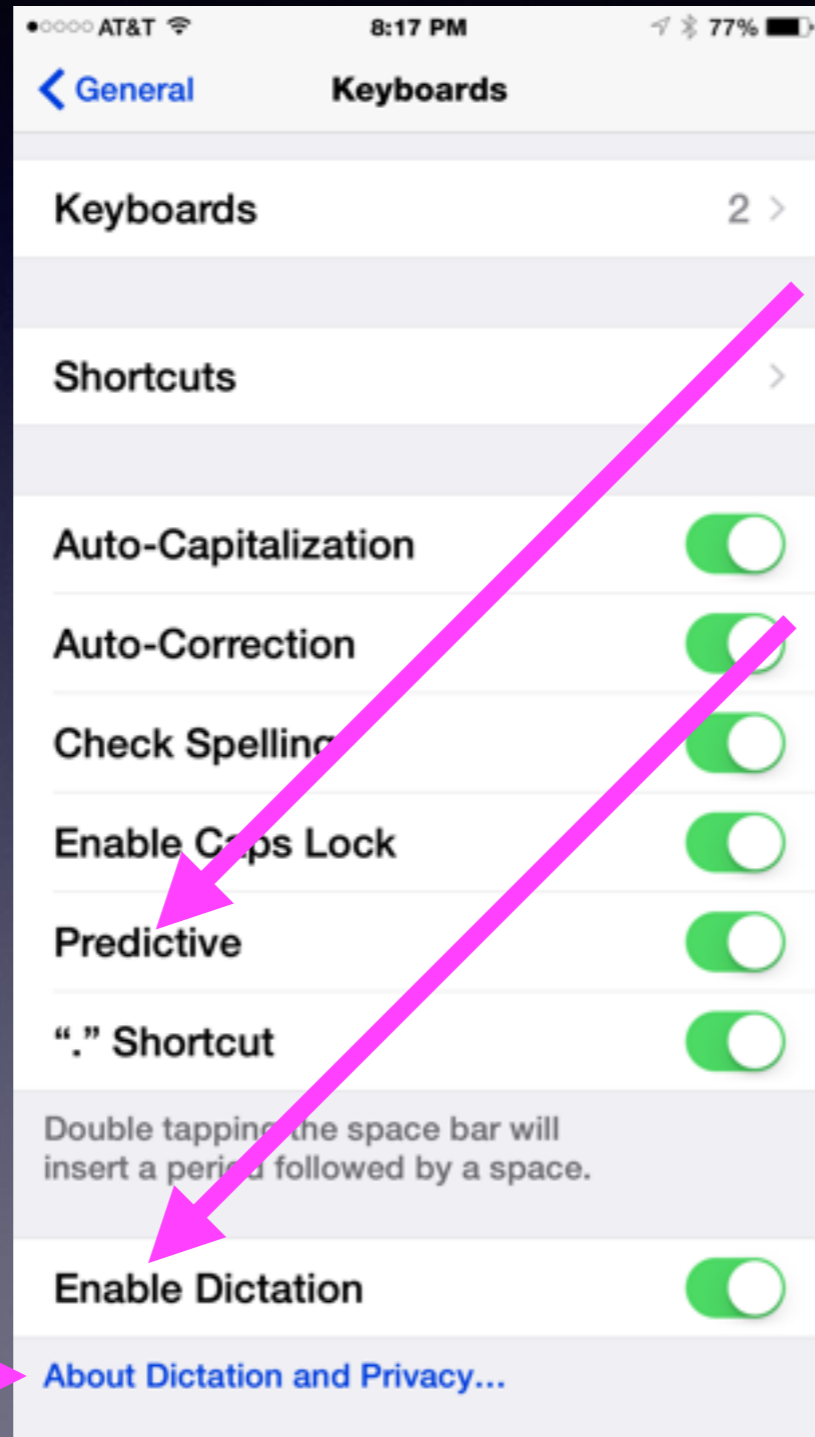 AT&T 8:17 PM 77%
General Keyboards
Keyboards 2
Shortcuts
Auto-Capitalization
Auto-Correction
Check Spelling
Enable Caps Lock
Predictive
“.” Shortcut
Double tapping the space bar will
insert a period followed by a space.
Enable Dictation
About Dictation and Privacy...